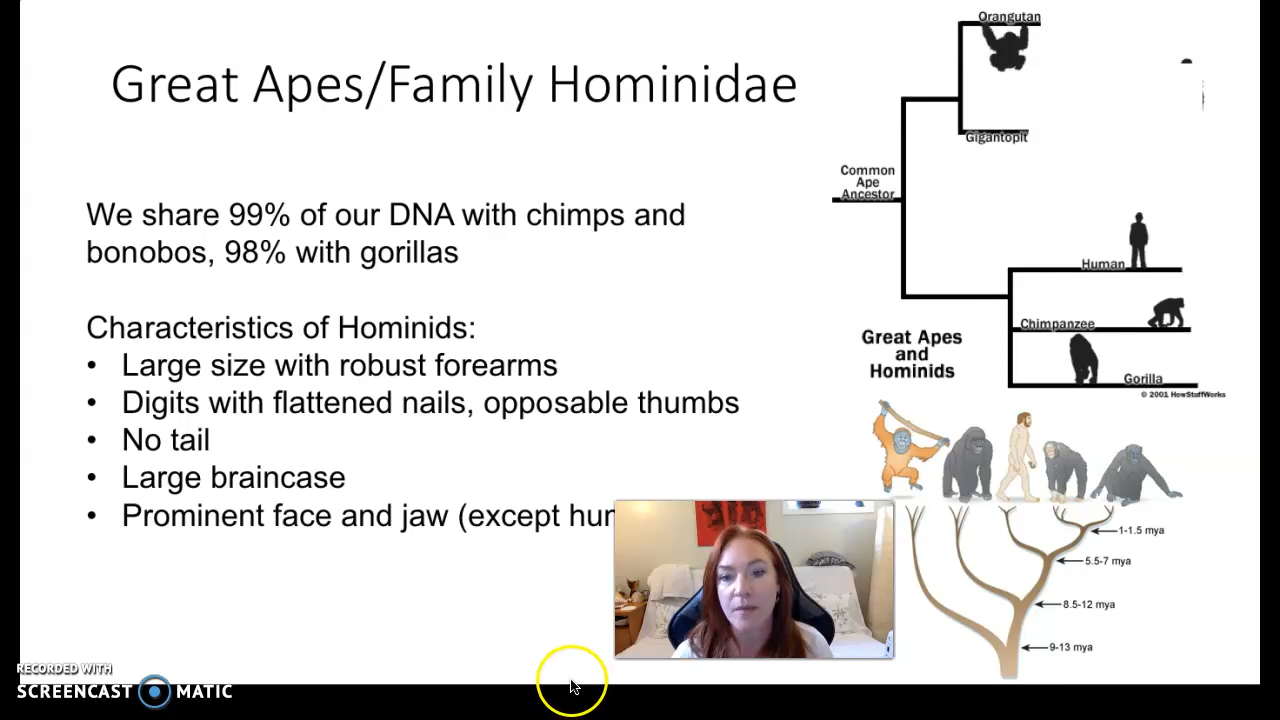 Great Apes/Family Hominidae
We share 99% of our DNA with chimps and
bonobos, 98% with gorillas
Characteristics of Hominids:
• Large size with robust forearms
• Digits with flattened nails, opposable thumbs
• No tail
• Large braincase
• Prominent face and jaw (except
Orangutan
Gigantopit
Common
Ape
Ancestor
Human
Chimpanzee
Gorilla
Great Apes
and
Hominids
© 2001 HowStuffWorks
1-1.5 mya
5.5-7 mya
8.5-12 mya
9-13 mya
RECORDED WITH
SCREENCAST MATIC